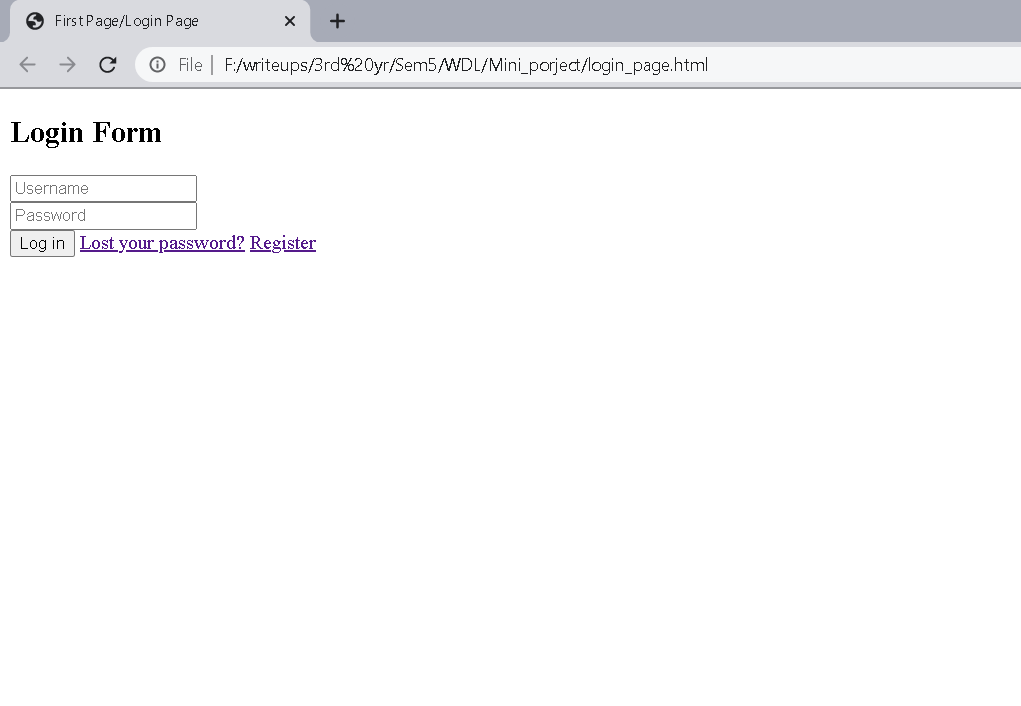 First Page/Login Page
File | F:/writeups/3rd%20yr/Sem5/WDL/Mini_porject/login_page.html
Login Form
Username
Password
Log in Lost your password? Register